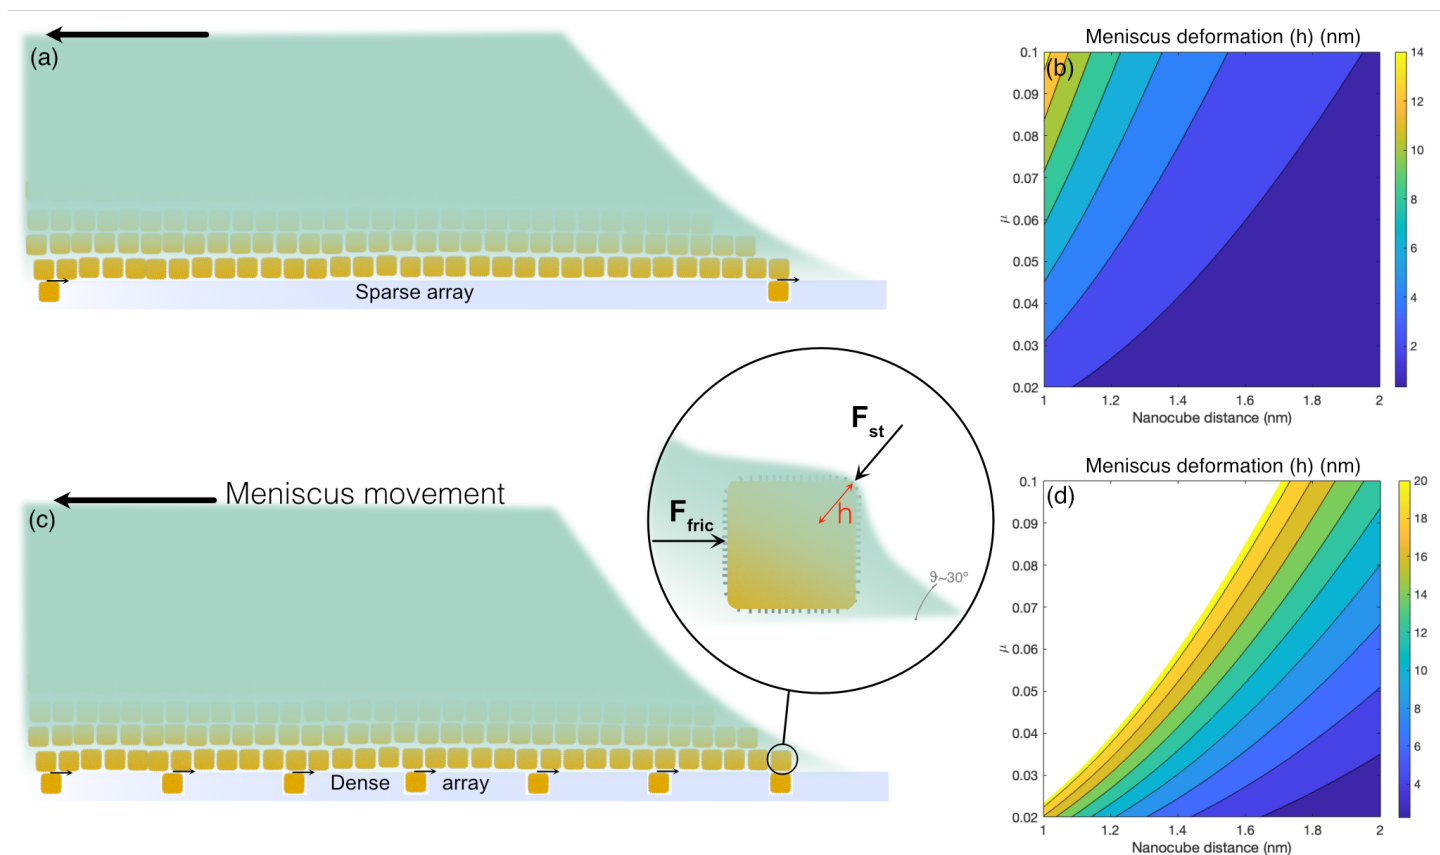 (a)
Sparse array
Meniscus deformation (h) (nm)
(b)
0.1
0.09
0.08
0.07
0.06
0.05
0.04
0.03
0.02
μ
1
1.2
1.4
1.6
1.8
2
Nanocube distance (nm)
14
12
10
8
6
4
2
Meniscus movement
(c)
Dense array
F st
F fric
h
ϑ~30°
Meniscus deformation (h) (nm)
(d)
0.1
0.09
0.08
0.07
0.06
0.05
0.04
0.03
0.02
μ
1
1.2
1.4
1.6
1.8
2
Nanocube distance (nm)
20
18
16
14
12
10
8
6
4